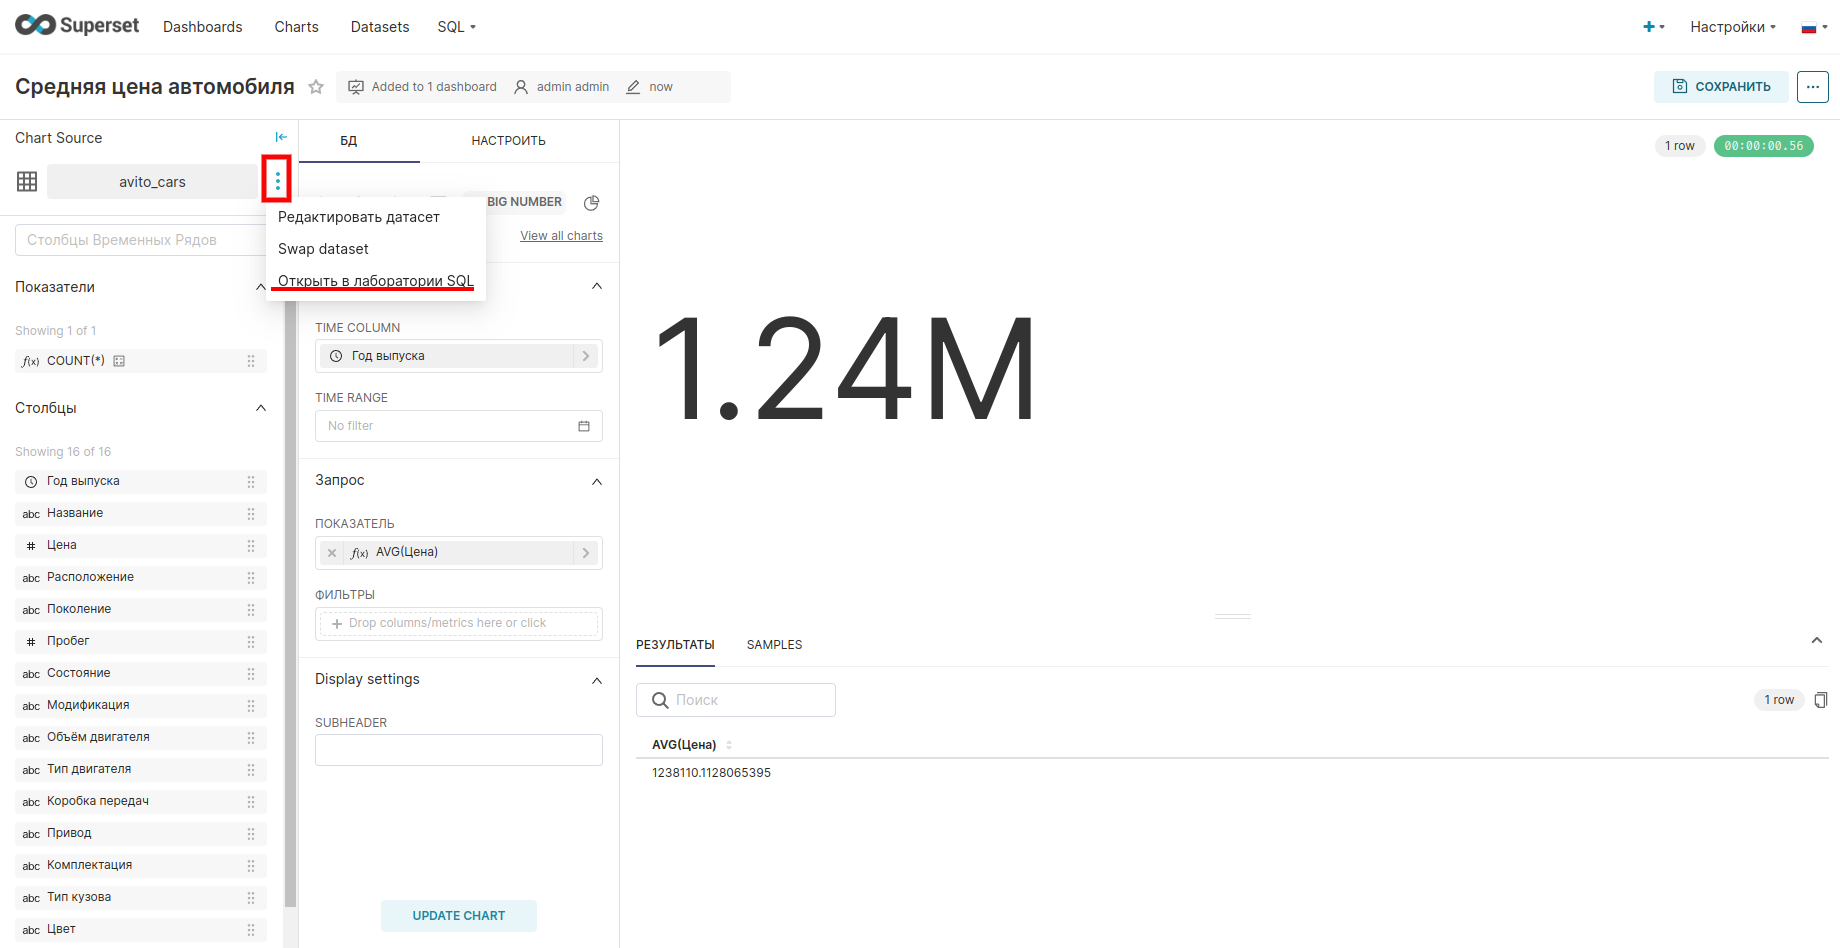 Superset
Dashboards
Charts
Datasets
SQL
Настройки
Средняя цена автомобиля
Added to 1 dashboard
admin admin
now
СОХРАНИТЬ
Chart Source
avito_cars
Столбцы Временных Рядов
Показатели
Showing 1 of 1
f(x) COUNT(*)
Столбцы
Showing 16 of 16
Год выпуска
abc Название
# Цена
abc Расположение
abc Поколение
# Пробег
abc Состояние
abc Модификация
abc Объём двигателя
abc Тип двигателя
abc Коробка передач
abc Привод
abc Комплектация
abc Тип кузова
abc Цвет
Редактировать датасет
Swap dataset
Открыть в лаборатории SQL
БД
НАСТРОИТЬ
BIG NUMBER
View all charts
TIME COLUMN
Год выпуска
TIME RANGE
No filter
Запрос
ПОКАЗАТЕЛЬ
f(x) AVG(Цена)
ФИЛЬТРЫ
+ Drop columns/metrics here or click
Display settings
SUBHEADER
UPDATE CHART
1 row
00:00:00.56
1.24M
РЕЗУЛЬТАТЫ
SAMPLES
Поиск
1 row
AVG(Цена)
1238110.1128065395